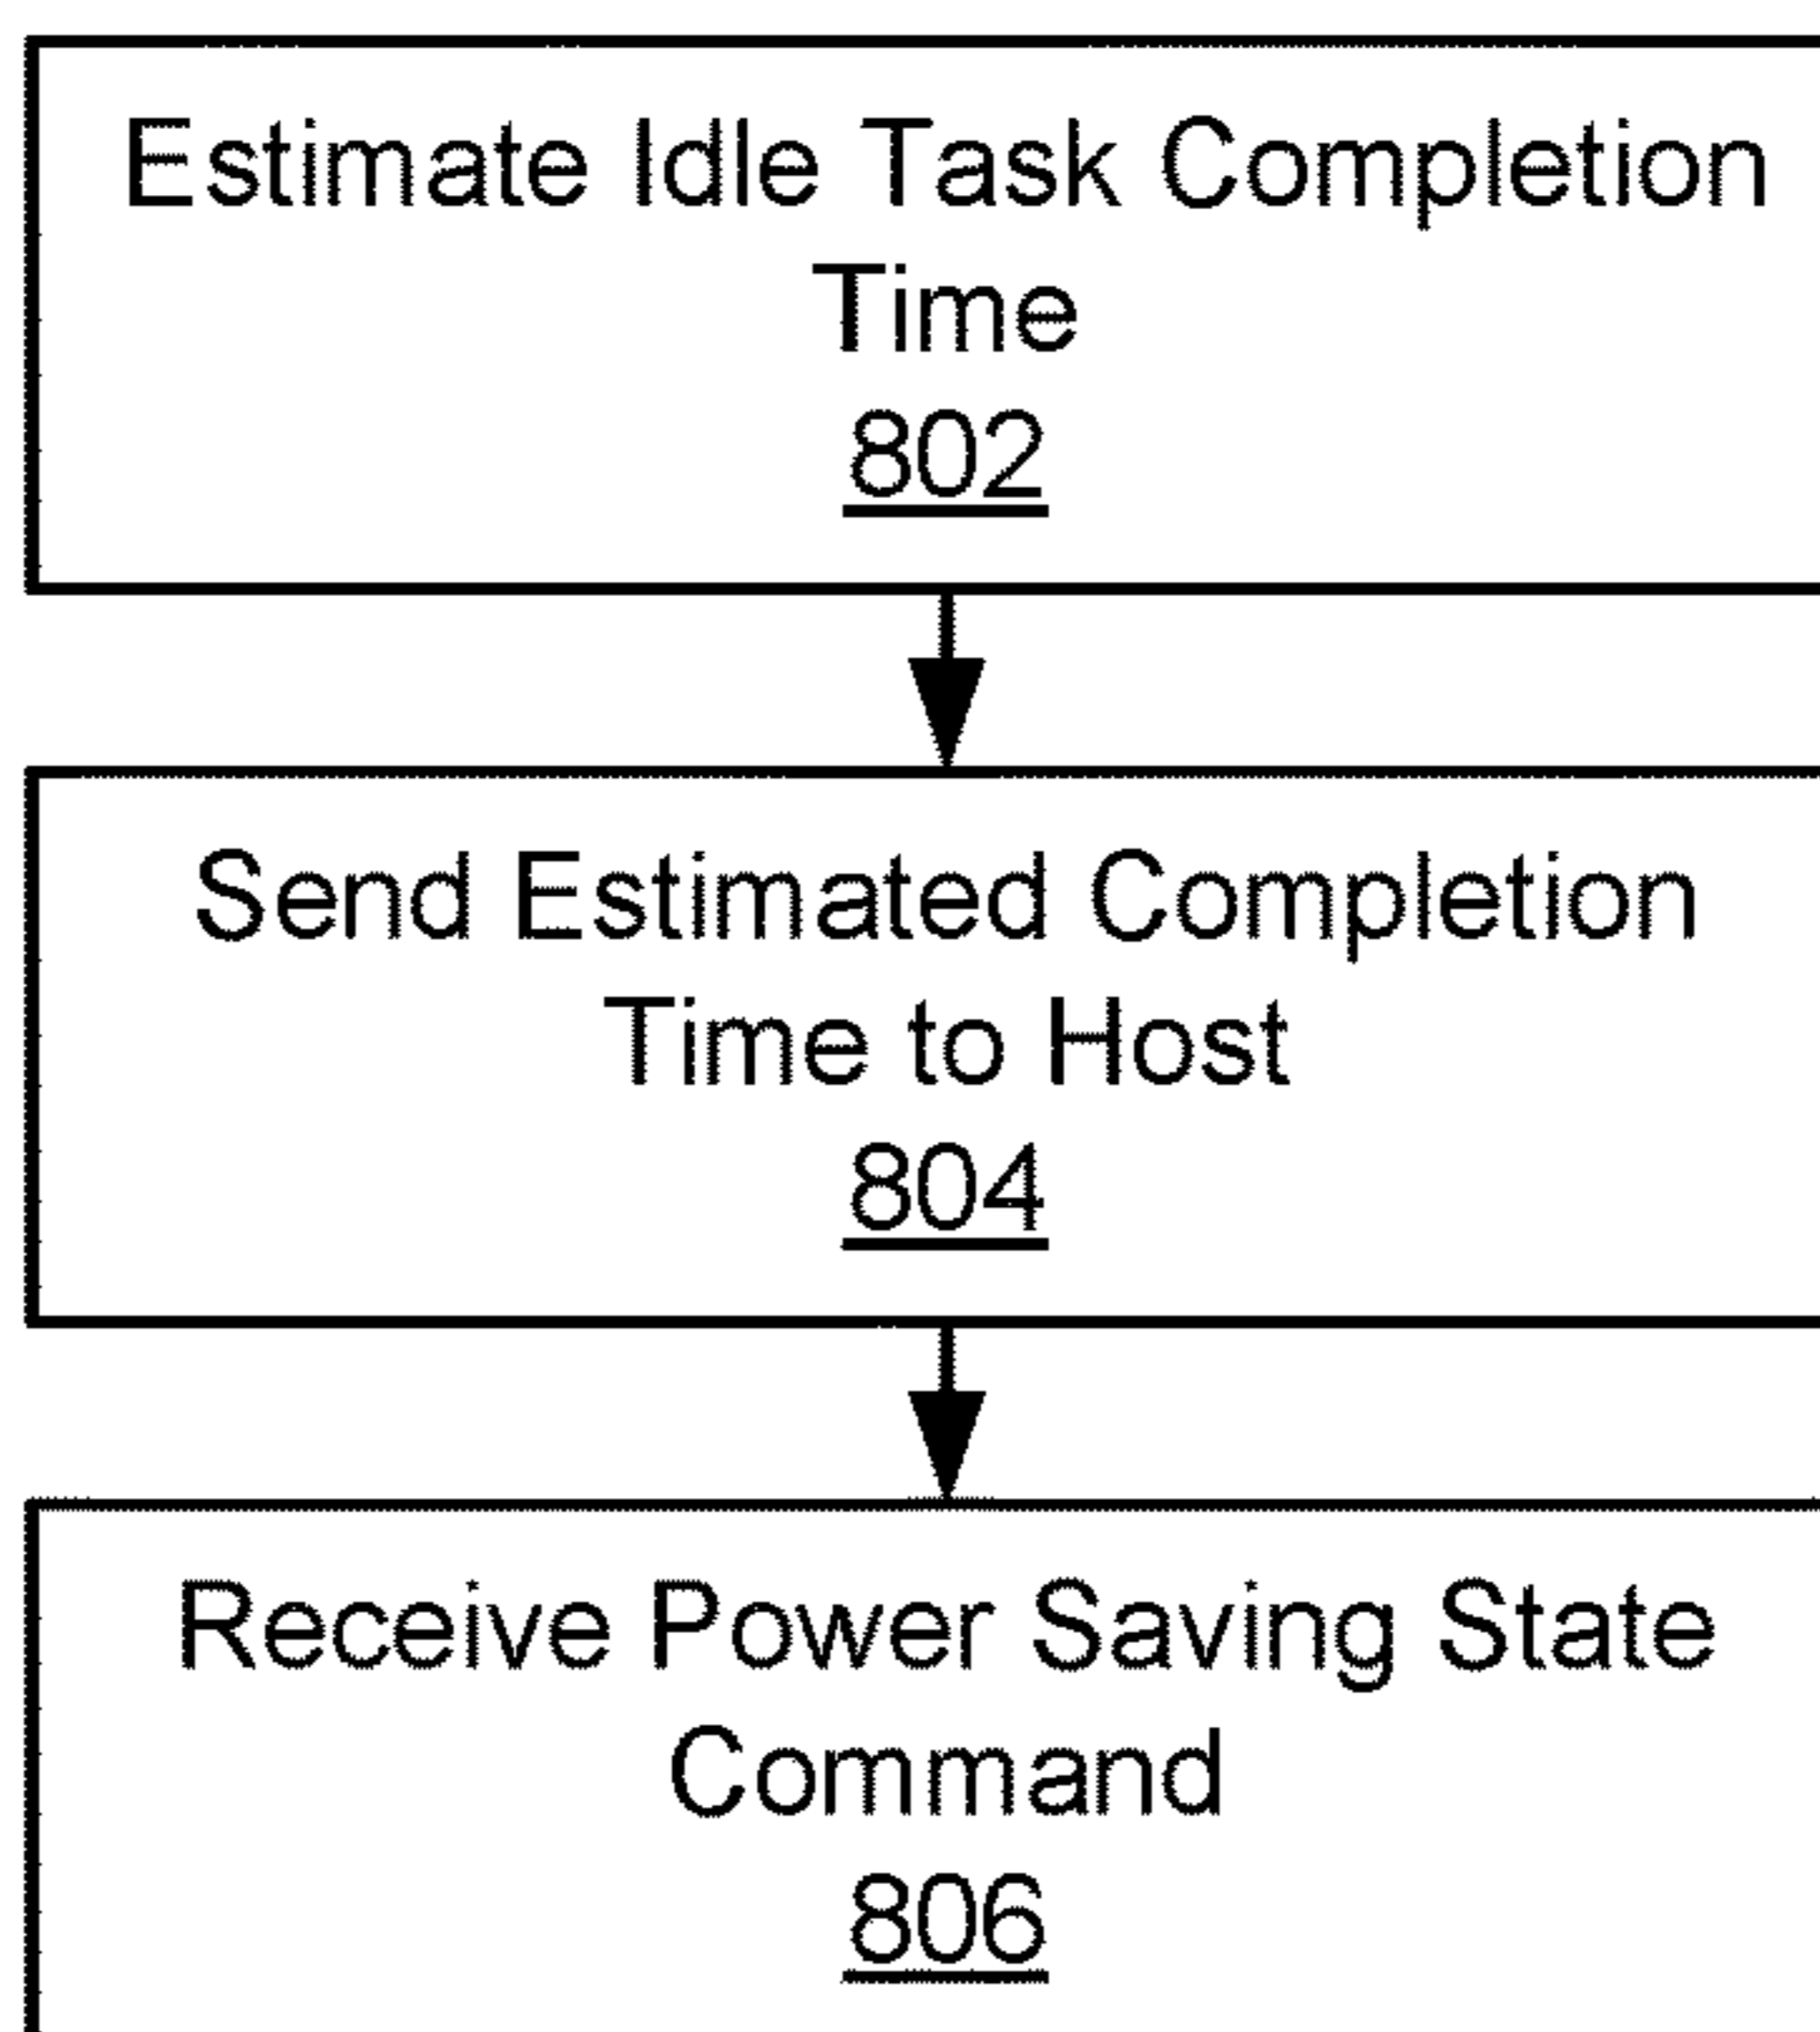 Estimate Idle Task Completion
Time
802
Send Estimated Completion
Time to Host
804
Receive Power Saving State
Command
806